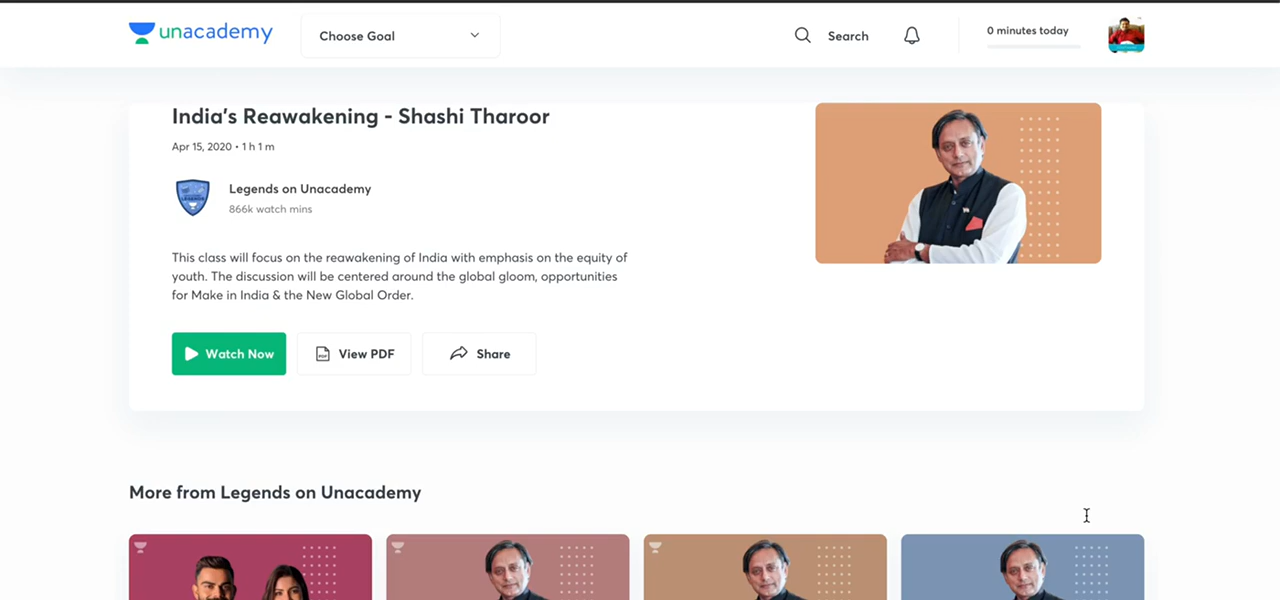 unacademy
Choose Goal
Search
0 minutes today
India's Reawakening - Shashi Tharoor
Apr 15, 2020 • 1 h 1 m
Legends on Unacademy
866k watch mins
This class will focus on the reawakening of India with emphasis on the equity of
youth. The discussion will be centered around the global gloom, opportunities
for Make in India & the New Global Order.
Watch Now
View PDF
Share
More from Legends on Unacademy